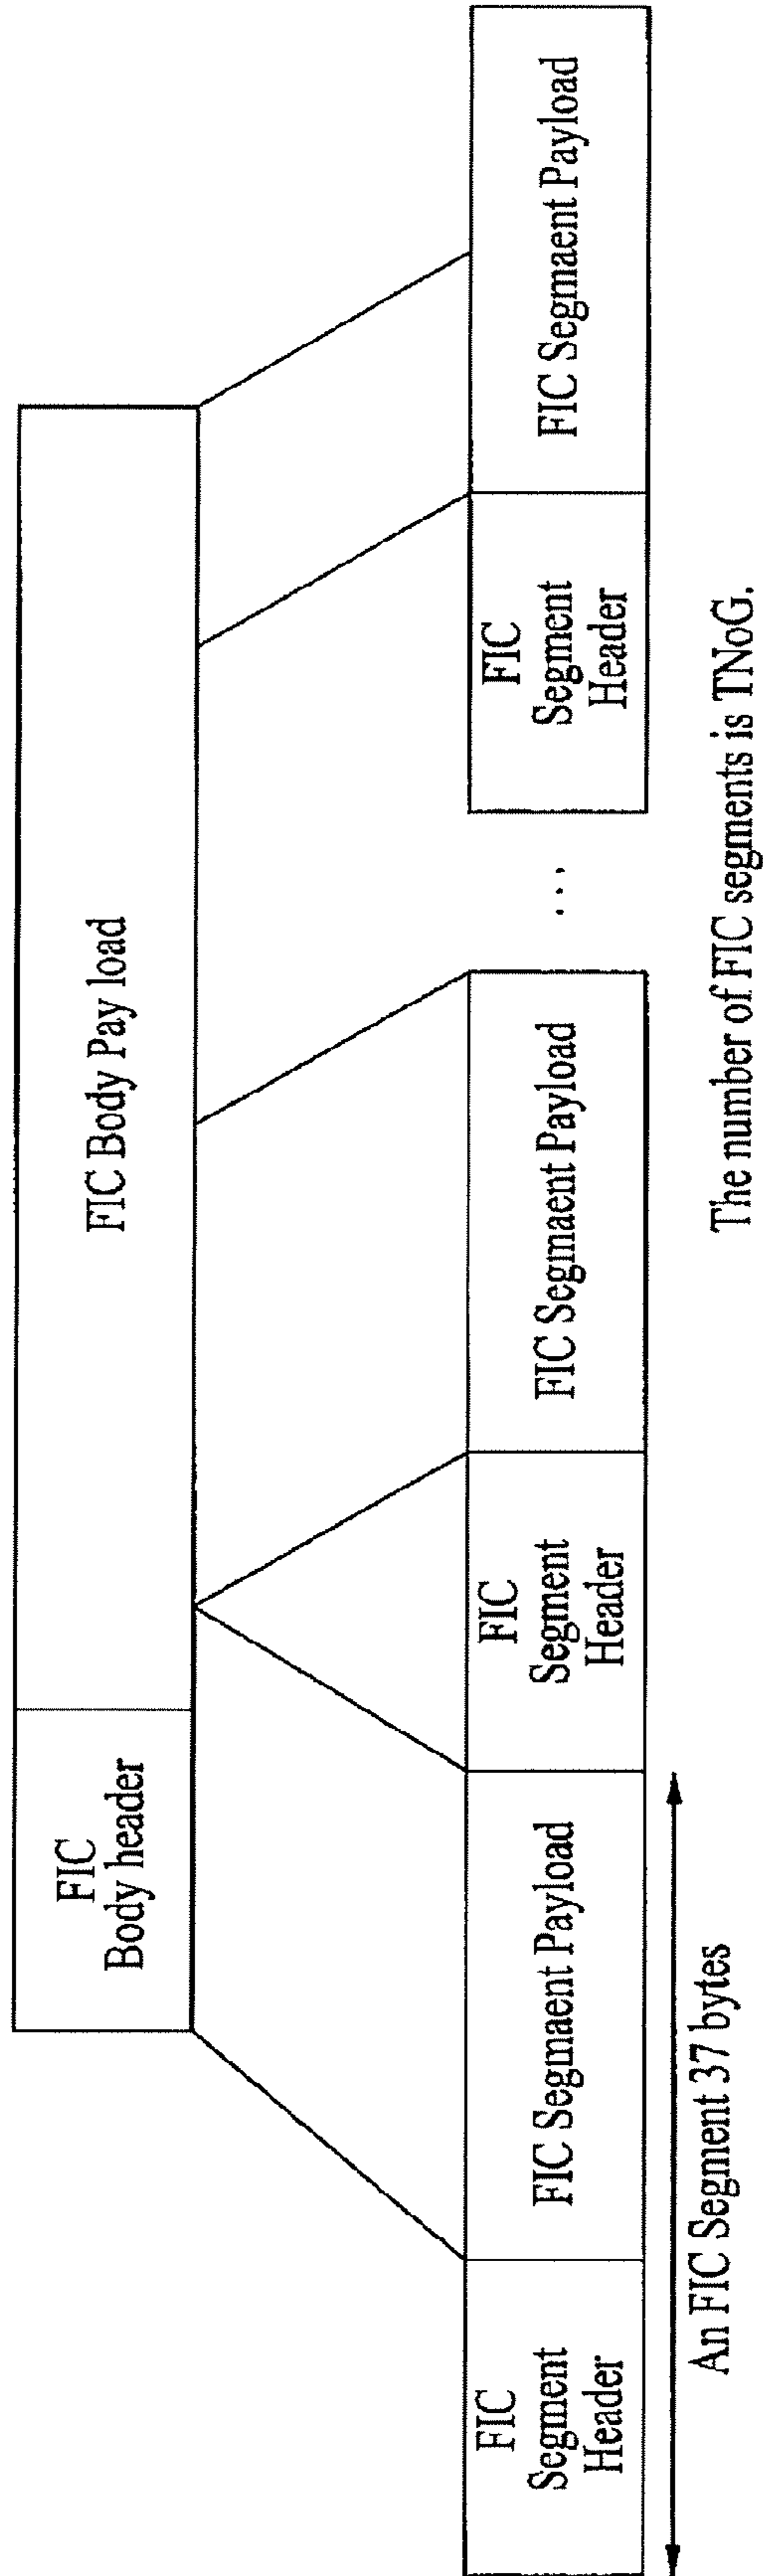 FIC
Body header
FIC Body Pay load
FIC
Segment
Header
FIC Segmaent Payload
FIC
Segment
Header
FIC Segmaent Payload
...
FIC
Segment
Header
FIC Segmaent Payload
An FIC Segment 37 bytes
The number of FIC segments is TNoG.